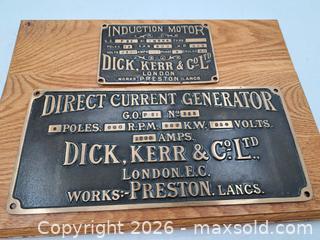 INDUCTION MOTOR
DICK, KERR & Co LTD
LONDON
WORKS PRESTON, LANCS.
DIRECT CURRENT GENERATOR
G.O. No
POLES. R.P.M. K.W. VOLTS.
AMPS.
DICK, KERR & Co. LTD.,
LONDON. E.C.
WORKS:- PRESTON. LANCS.
Copyright © 2026 - maxsold.com